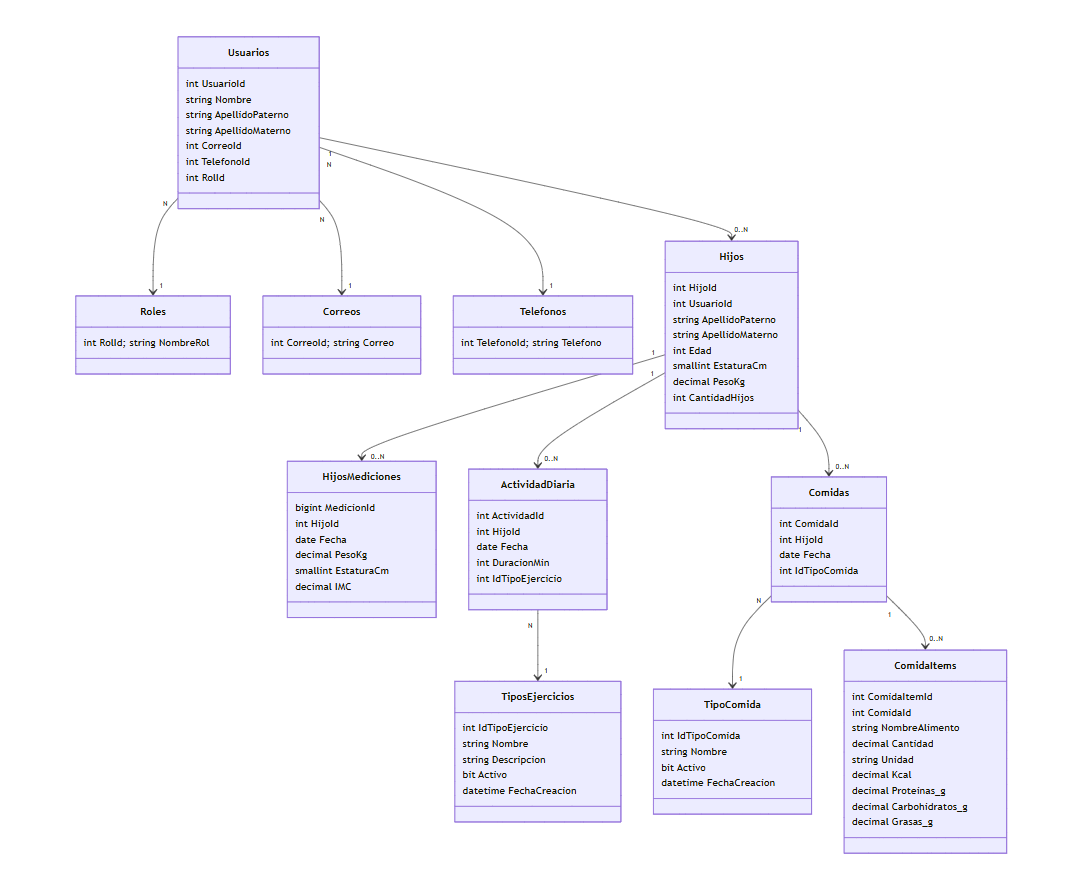 Usuarios
int UsuarioId
string Nombre
string ApellidoPaterno
string ApellidoMaterno
int CorreoId
int TelefonoId
int RolId
1
N
N
N
0..N
1
1
1
Hijos
int HijoId
int UsuarioId
string ApellidoPaterno
string ApellidoMaterno
int Edad
smallint EstaturaCm
decimal PesoKg
int CantidadHijos
Roles
int RolId; string NombreRol
Correos
int CorreoId; string Correo
Telefonos
int TelefonoId; string Telefono
1
1
1
0..N
0..N
0..N
HijosMediciones
bigint MedicionId
int HijoId
date Fecha
decimal PesoKg
smallint EstaturaCm
decimal IMC
ActividadDiaria
int ActividadId
int HijoId
date Fecha
int DuracionMin
int IdTipoEjercicio
Comidas
int ComidaId
int HijoId
date Fecha
int IdTipoComida
N
N
1
1
1
0..N
TiposEjercicios
int IdTipoEjercicio
string Nombre
string Descripcion
bit Activo
datetime FechaCreacion
TipoComida
int IdTipoComida
string Nombre
bit Activo
datetime FechaCreacion
ComidaItems
int ComidaItemId
int ComidaId
string NombreAlimento
decimal Cantidad
string Unidad
decimal Kcal
decimal Proteinas_g
decimal Carbohidratos_g
decimal Grasas_g